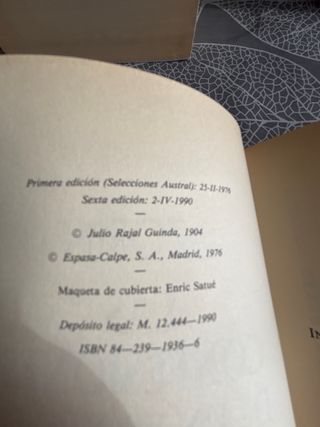 Primera edición (Selecciones Austral): 25-II-1976
Sexta edición: 2-IV-1990
© Julio Rajal Guinda, 1904
© Espasa-Calpe, S. A., Madrid, 1976
Maqueta de cubierta: Enric Satué
Depósito legal: M. 12.444—1990
ISBN 84—239—1936—6